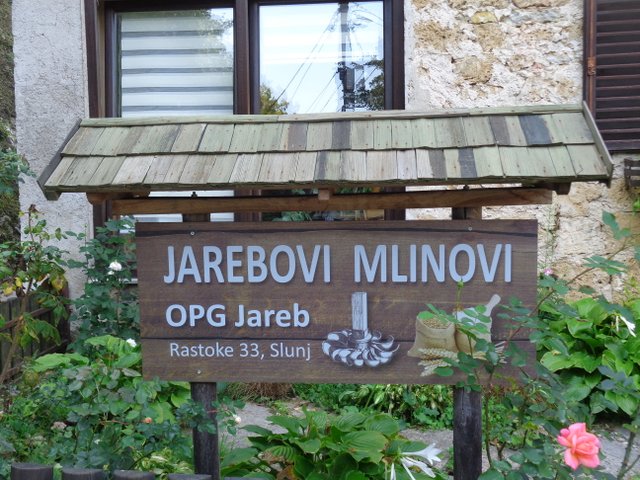 JAREBOVI MLINOVI
OPG Jareb
Rastoke 33, Slunj